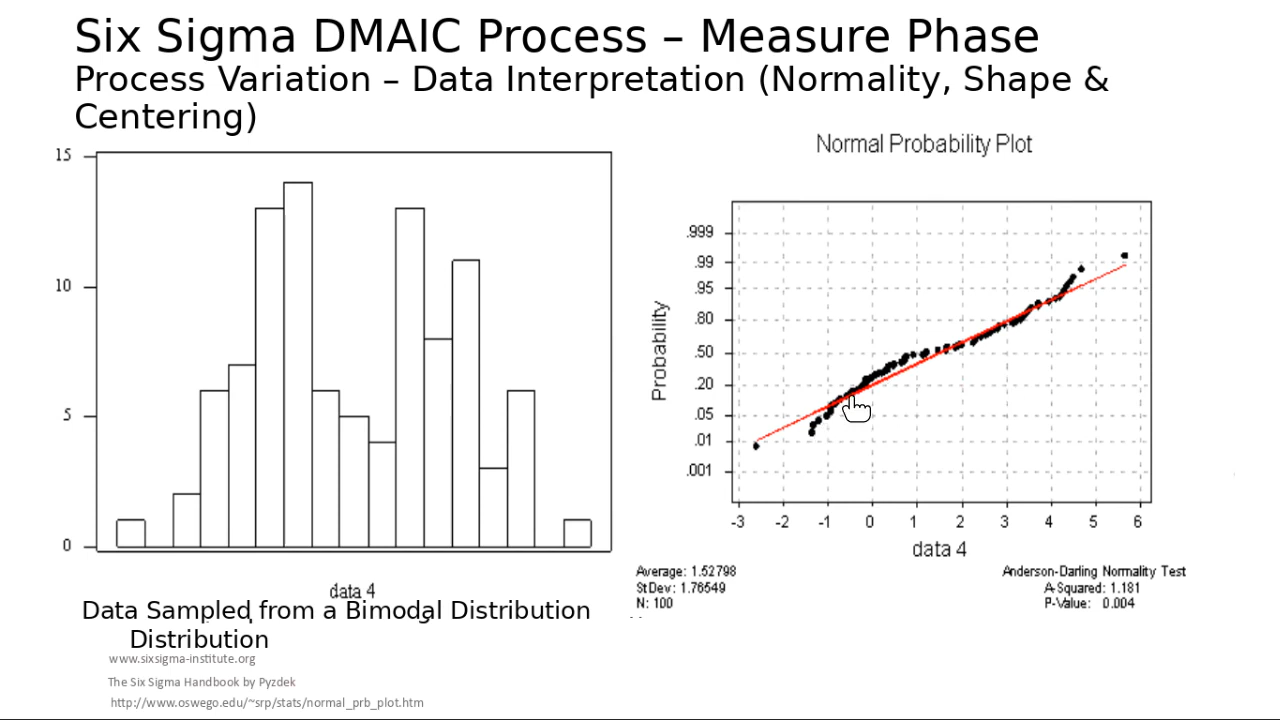 Six Sigma DMAIC Process – Measure Phase
Process Variation – Data Interpretation (Normality, Shape &
Centering)
15
10
5
0
data 4
Normal Probability Plot
Probability
.999
.99
.95
.80
.50
.20
.05
.01
.001
-3 -2 -1 0 1 2 3 4 5 6
data 4
Average: 1.52798
StDev: 1.76549
N: 100
Anderson-Darling Normality Test
A-Squared: 1.181
P-Value: 0.004
Data Sampled from a Bimodal Distribution
Distribution
www.sixsigma-institute.org
The Six Sigma Handbook by Pyzdek
http://www.oswego.edu/~srp/stats/normal_prb_plot.htm